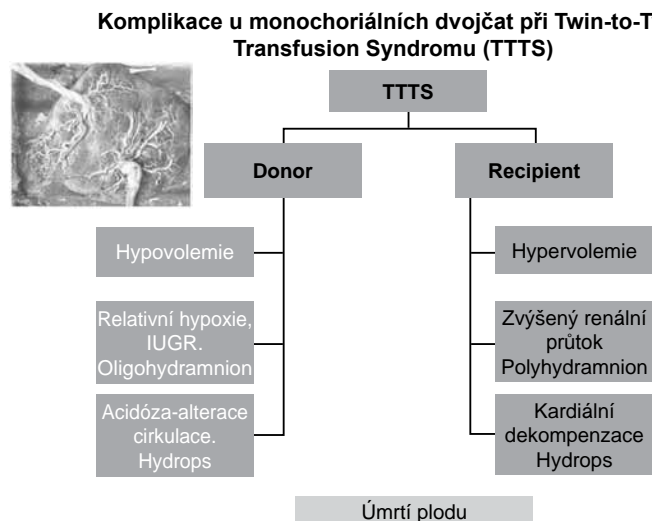 Komplikace u monochoriálních dvojčat při Twin-to-T
Transfusion Syndromu (TTTS)
TTTS
Donor
Recipient
Hypovolemie
Hypervolemie
Relativní hypoxie,
IUGR.
Oligohydramnion
Zvýšený renální
průtok
Polyhydramnion
Acidóza-alterace
cirkulace.
Hydrops
Kardiální
dekompenzace
Hydrops
Úmrtí plodu